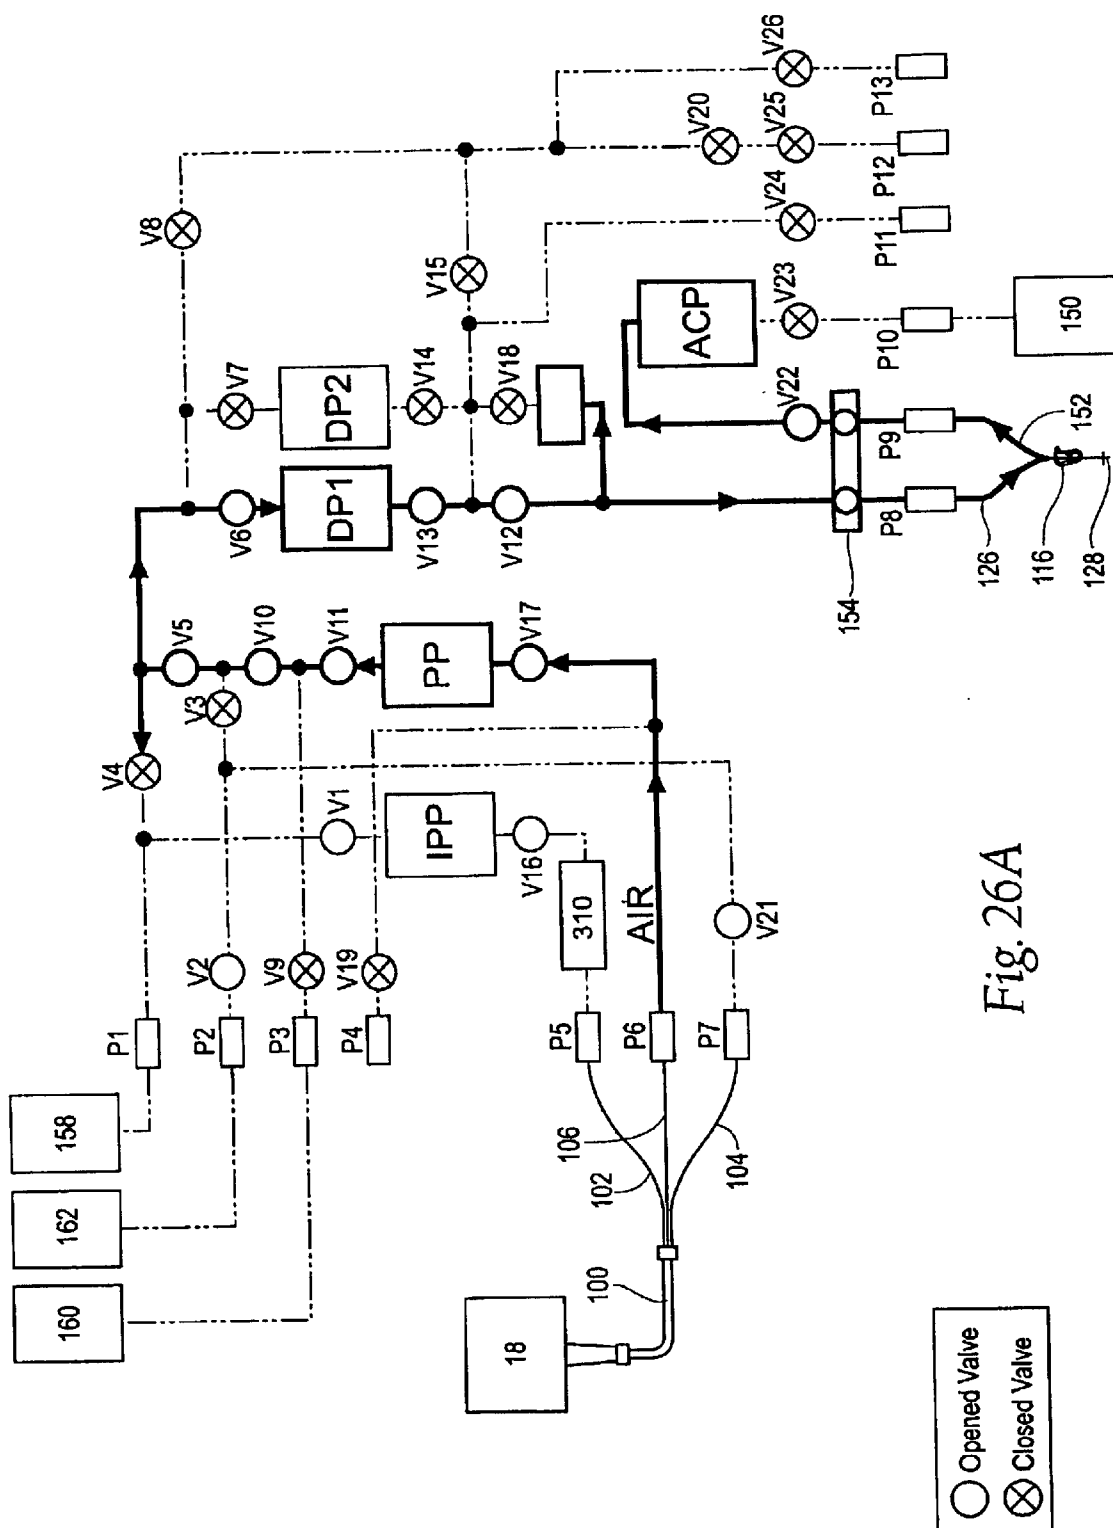 160
162
158
P1
P2
P3
P4
V2
V9
V19
V4
V3
V5
V10
V11
V1
IPP
V16
310
PP
V17
AIR
P5
P6
P7
V21
102
106
104
100
18
V8
V6
V7
DP1
DP2
V13
V14
V12
V18
V15
V20
V24
V25
V26
ACP
V22
V23
154
P8
P9
P10
P11
P12
P13
150
152
126
116
128
Opened Valve
Closed Valve
Fig. 26A